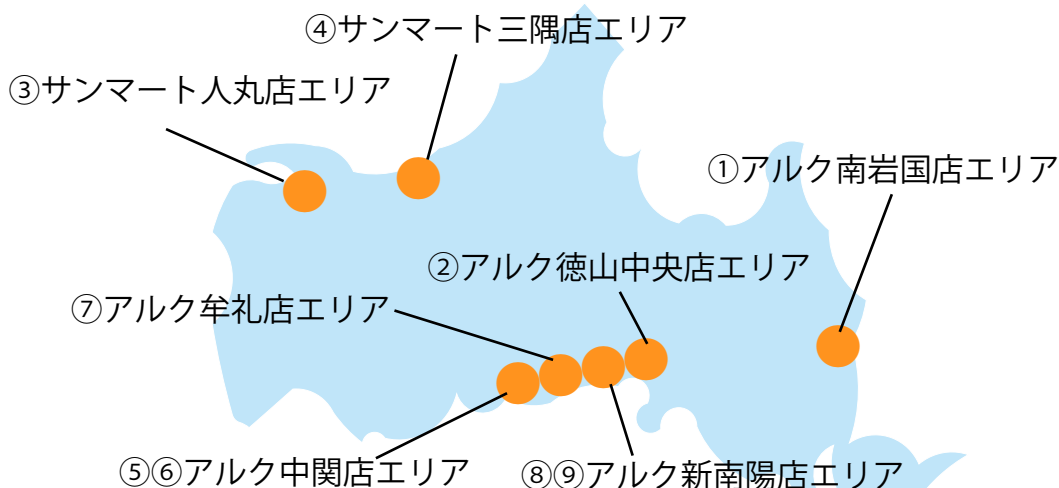 ④サンマート三隅店エリア
③サンマート人丸店エリア
①アルク南岩国店エリア
②アルク徳山中央店エリア
⑦アルク牟礼店エリア
⑤⑥アルク中関店エリア
⑧⑨アルク新南陽店エリア